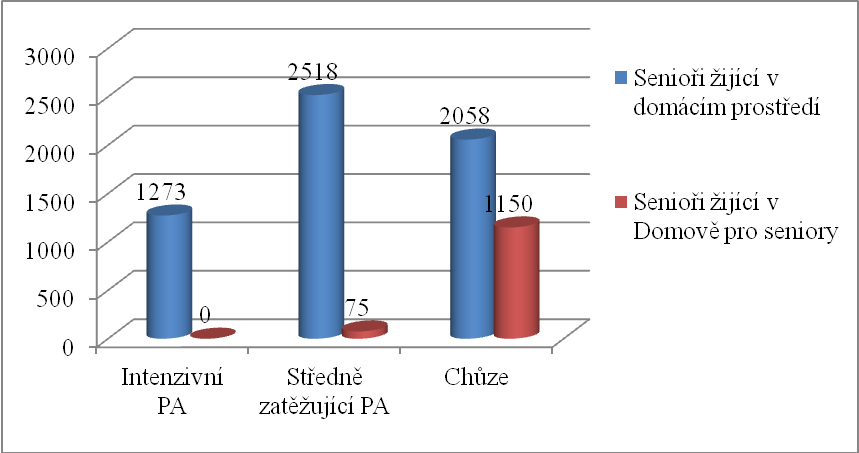 3000
2500
2000
1500
1000
500
0
1273
0
2518
75
2058
1150
Intenzivní
PA
Středně
zatěžující PA
Chůze
Senioři žijící v
domácím prostředí
Senioři žijící v
Domově pro seniory